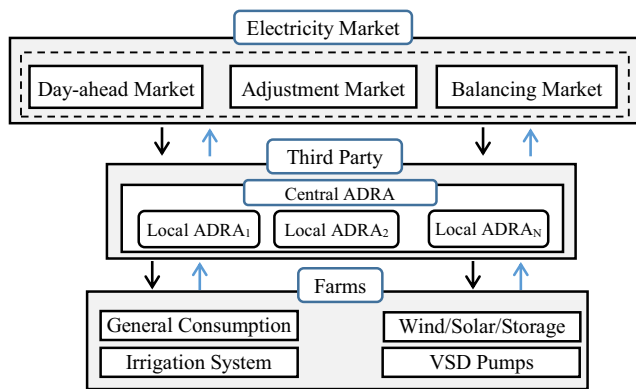 Electricity Market
Day-ahead Market
Adjustment Market
Balancing Market
Third Party
Central ADRA
Local ADRA₁
Local ADRA₂
Local ADRA_N
Farms
General Consumption
Wind/Solar/Storage
Irrigation System
VSD Pumps